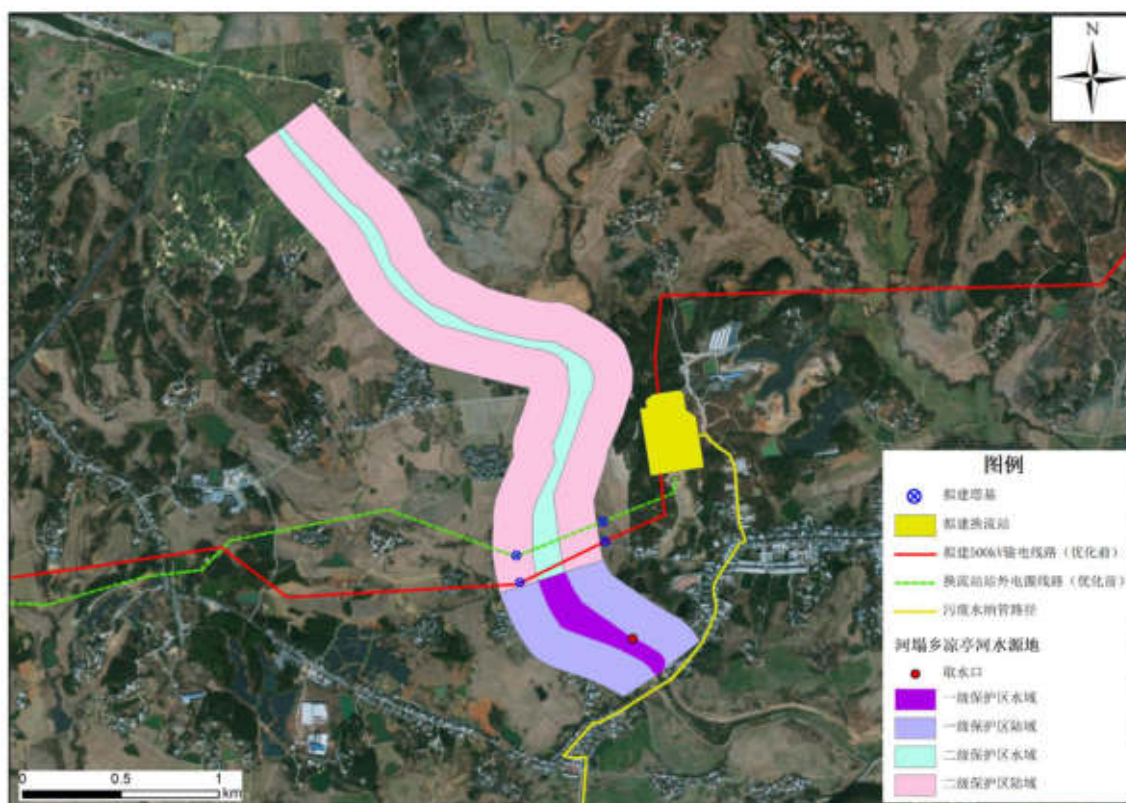 N
图例
拟建塔基
拟建换流站
拟建500kV输电线路（优化前）
换流站站外电源线路（优化前）
污废水纳管路径
河塌乡凉亭河水源地
取水口
一级保护区水域
一级保护区陆域
二级保护区水域
二级保护区陆域
0 0.5 1
km